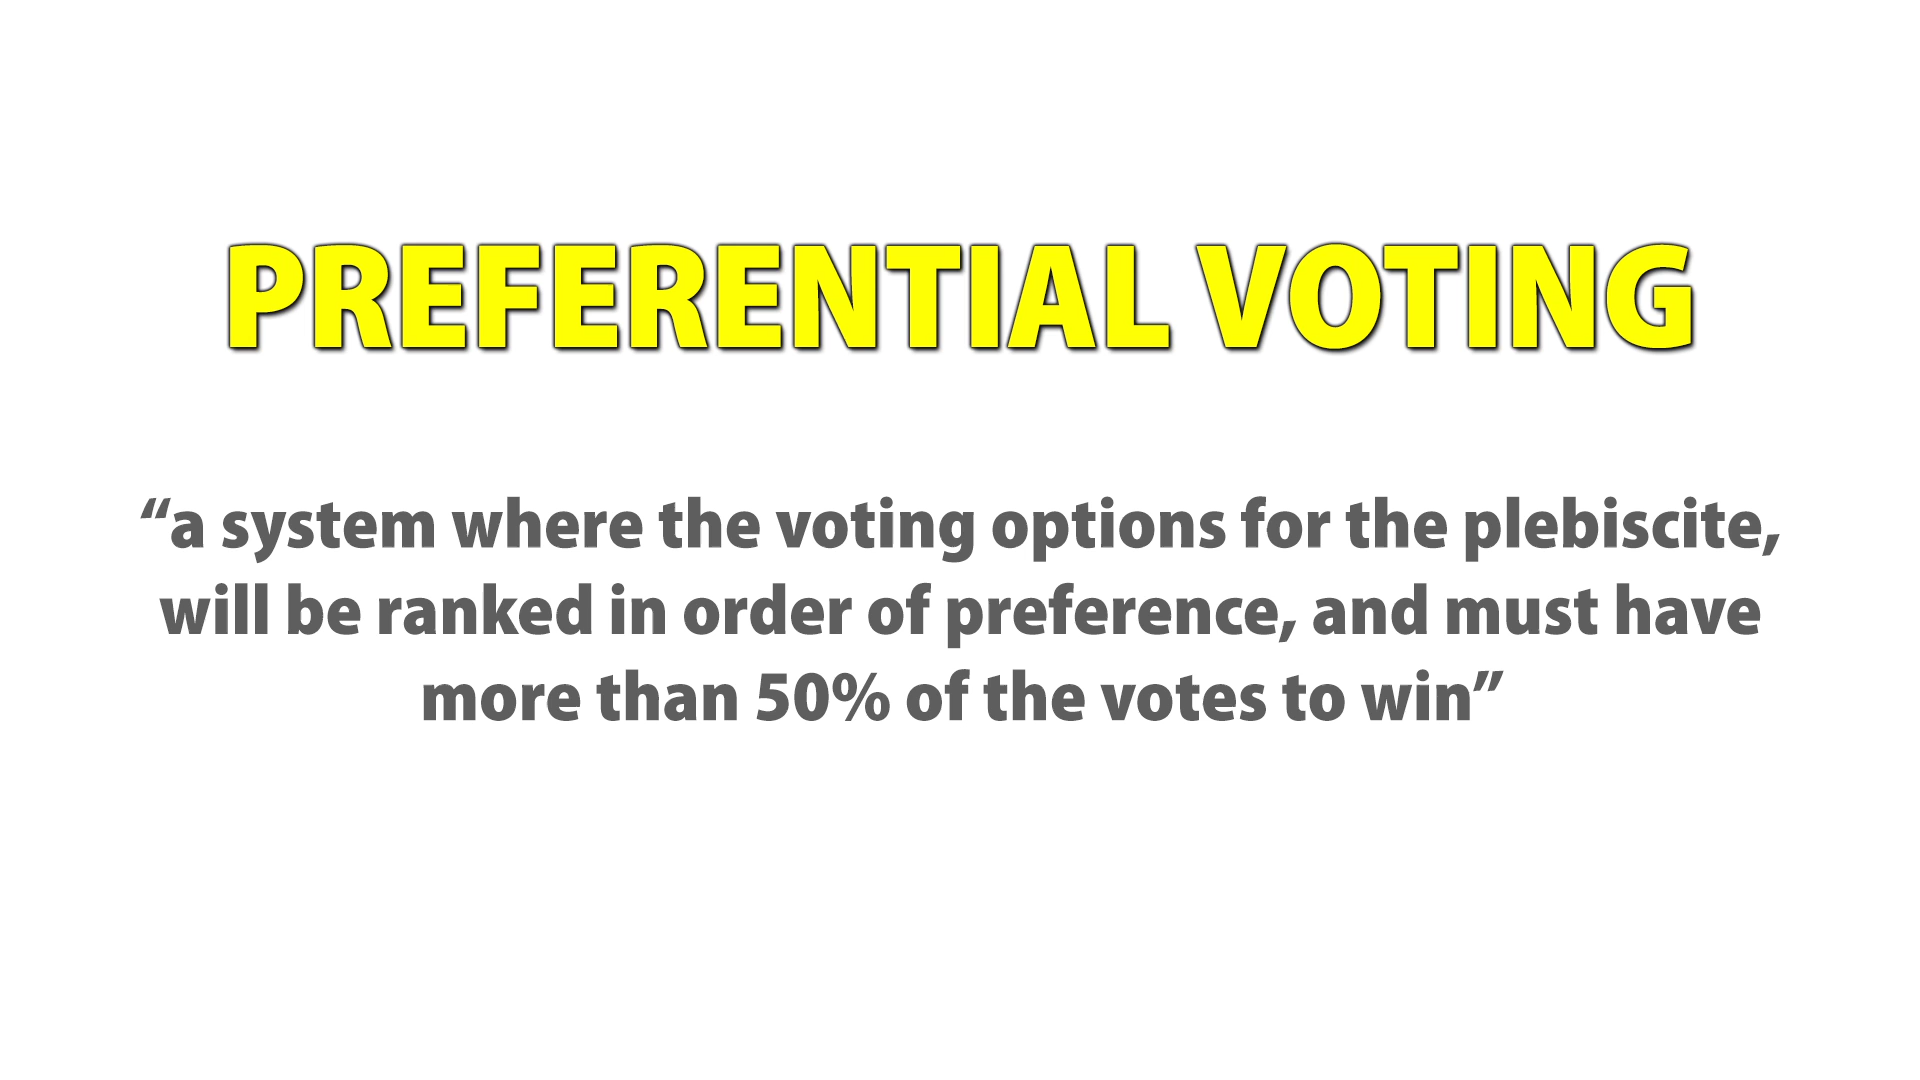 PREFERENTIAL VOTING
“a system where the voting options for the plebiscite,
will be ranked in order of preference, and must have
more than 50% of the votes to win”